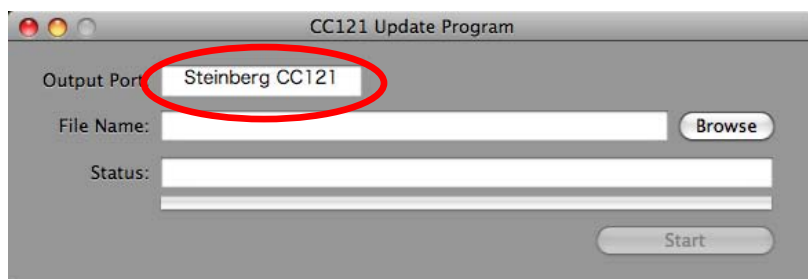 CC121 Update Program
Output Port: Steinberg CC121
File Name: Browse
Status:
Start